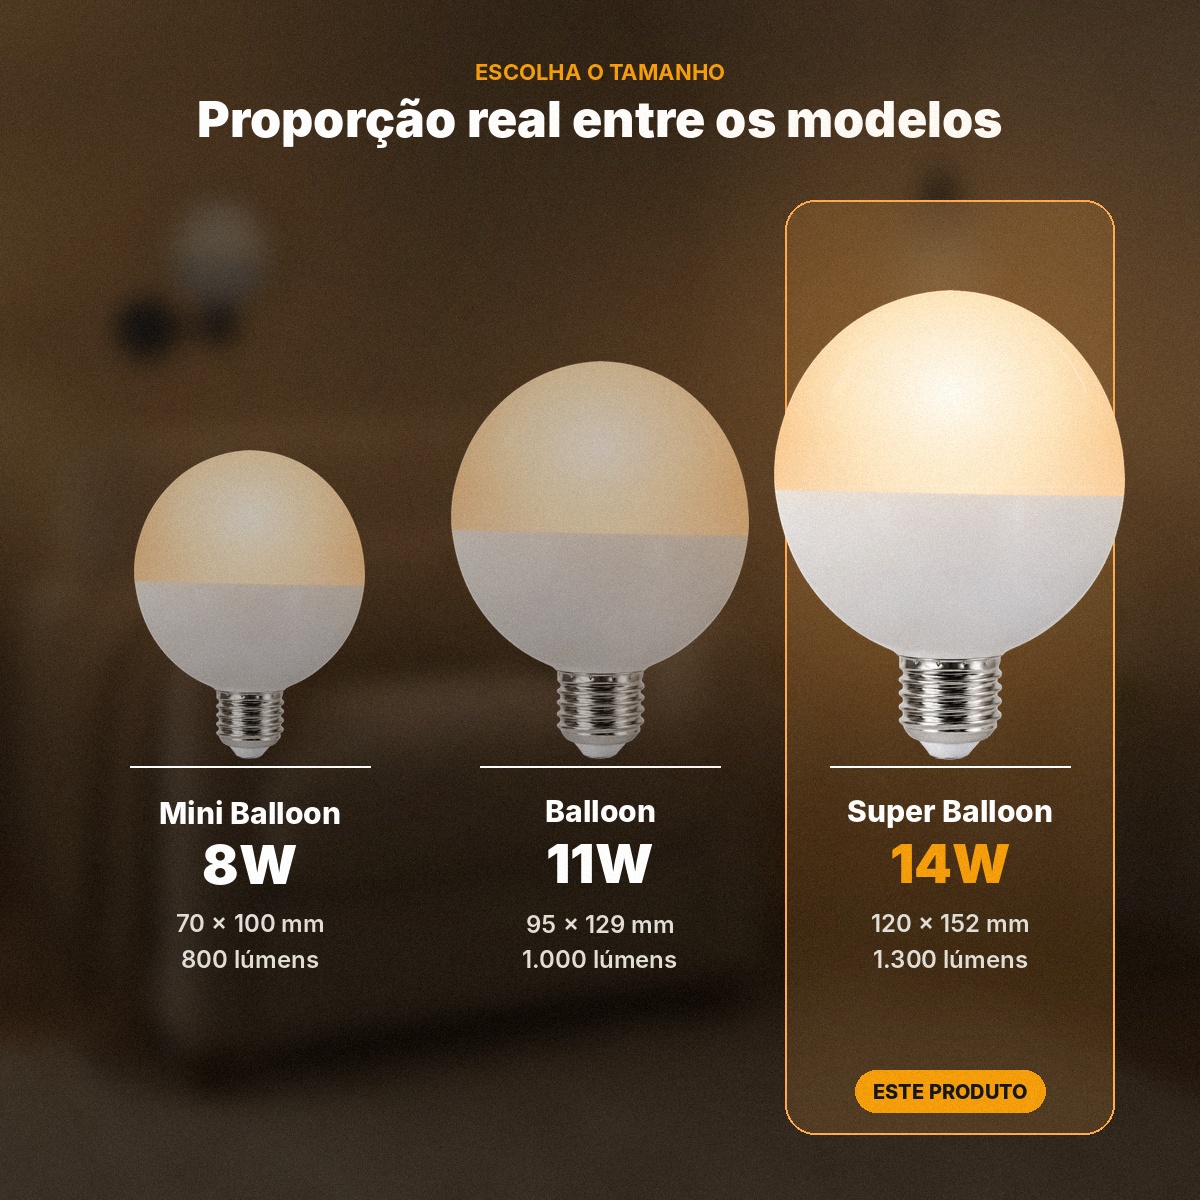 ESCOLHA O TAMANHO
Proporção real entre os modelos
Mini Balloon
8W
70 × 100 mm
800 lúmens
Balloon
11W
95 × 129 mm
1.000 lúmens
Super Balloon
14W
120 × 152 mm
1.300 lúmens
ESTE PRODUTO